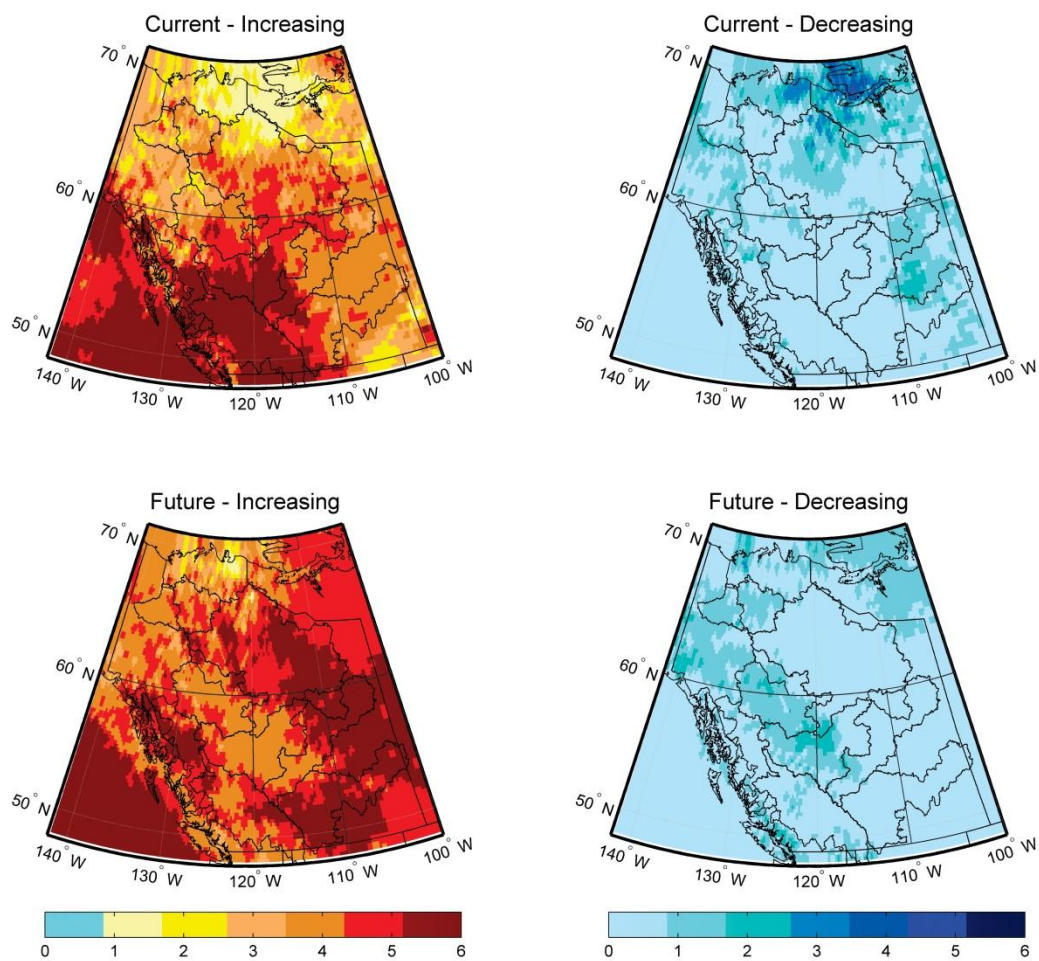 Current - Increasing
Current - Decreasing
70° N
60° N
50° N
140° W
130° W
120° W
110° W
100° W
70° N
60° N
50° N
140° W
130° W
120° W
110° W
100° W
Future - Increasing
Future - Decreasing
70° N
60° N
50° N
140° W
130° W
120° W
110° W
100° W
70° N
60° N
50° N
140° W
130° W
120° W
110° W
100° W
0 1 2 3 4 5 6
0 1 2 3 4 5 6